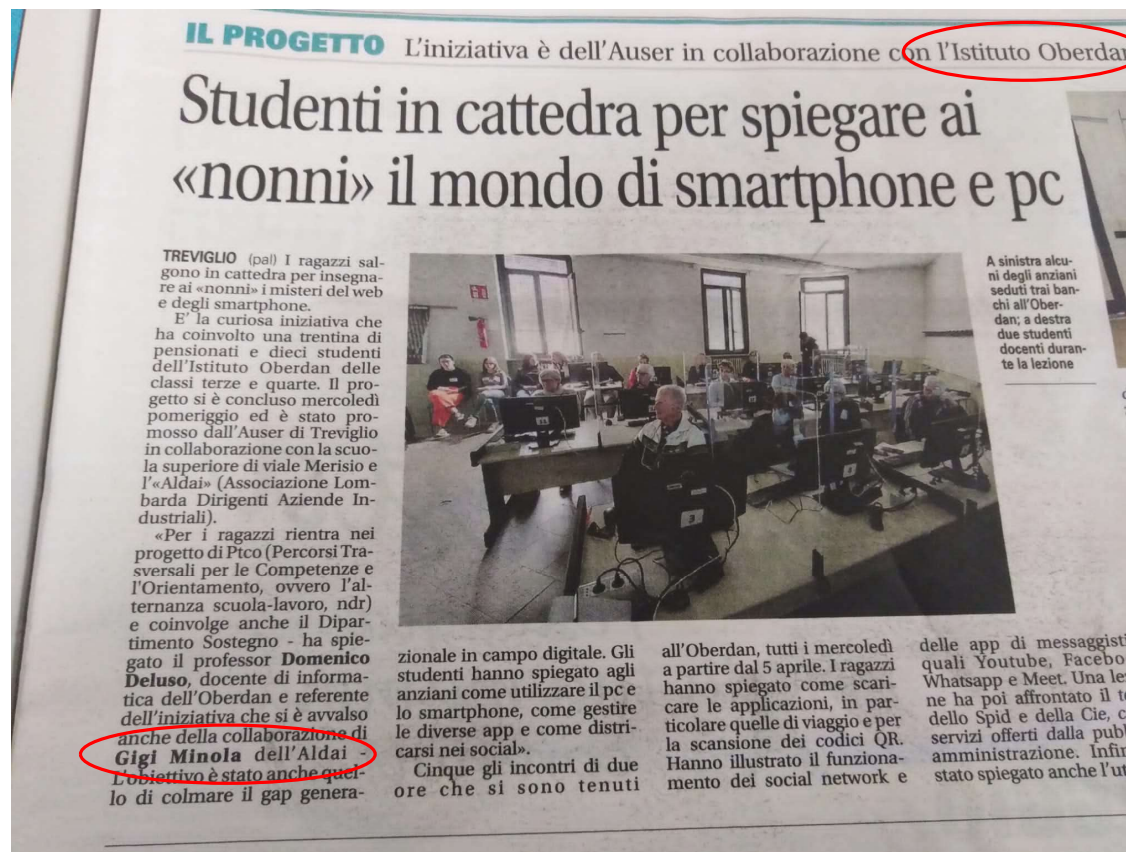 IL PROGETTO L'iniziativa è dell'Auser in collaborazione con l'Istituto Oberdan
Studenti in cattedra per spiegare ai
«nonni» il mondo di smartphone e pc
TREVIGLIO (pal) I ragazzi sal-
gono in cattedra per insegna-
re ai «nonni» i misteri del web
e degli smartphone.
E' la curiosa iniziativa che
ha coinvolto una trentina di
pensionati e dieci studenti
dell'Istituto Oberdan delle
classi terze e quarte. Il pro-
getto si è concluso mercoledì
pomeriggio ed è stato pro-
mosso dall'Auser di Treviglio
in collaborazione con la scuo-
la superiore di viale Merisio e
l'«Aldai» (Associazione Lom-
barda Dirigenti Aziende In-
dustriali).
«Per i ragazzi rientra nei
progetto di Ptco (Percorsi Tra-
sversali per le Competenze e
l'Orientamento, ovvero l'al-
ternanza scuola-lavoro, ndr)
e coinvolge anche il Dipar-
timento Sostegno - ha spie-
gato il professor Domenico
Deluso, docente di informa-
tica dell'Oberdan e referente
dell'iniziativa che si è avvalso
anche della collaborazione di
Gigi Minola dell'Aldai -
L'obiettivo è stato anche quel-
lo di colmare il gap genera-
zionale in campo digitale. Gli
studenti hanno spiegato agli
anziani come utilizzare il pc e
lo smartphone, come gestire
le diverse app e come distri-
carsi nei social».
Cinque gli incontri di due
ore che si sono tenuti
all'Oberdan, tutti i mercoledì
a partire dal 5 aprile. I ragazzi
hanno spiegato come scari-
care le applicazioni, in par-
ticolare quelle di viaggio e per
la scansione dei codici QR.
Hanno illustrato il funziona-
mento dei social network e
delle app di messaggisti
quali Youtube, Facebo
Whatsapp e Meet. Una le
ne ha poi affrontato il t
dello Spid e della Cie, c
servizi offerti dalla pub
amministrazione. Infin
stato spiegato anche l'ut
A sinistra alcu-
ni degli anziani
seduti trai ban-
chi all'Ober-
dan; a destra
due studenti
docenti duran-
te la lezione
3